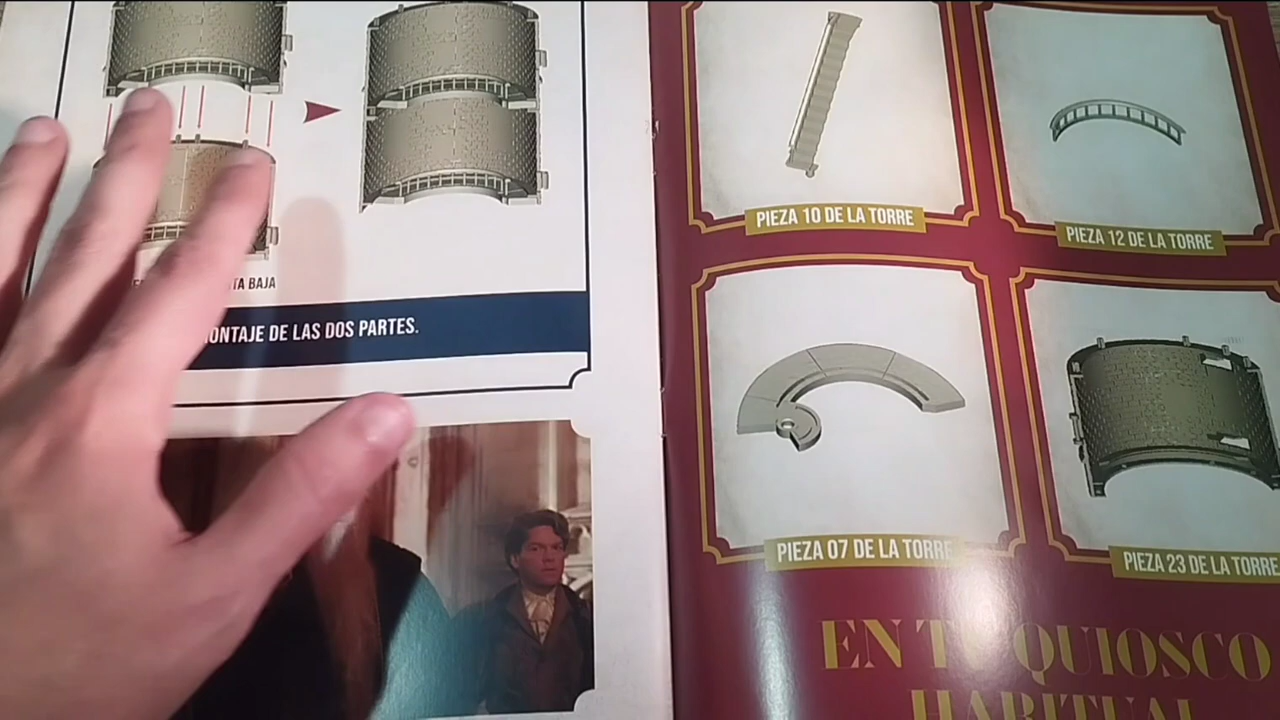 TA BAJA
ONTAJE DE LAS DOS PARTES.
PIEZA 10 DE LA TORRE
PIEZA 12 DE LA TORRE
PIEZA 07 DE LA TORRE
PIEZA 23 DE LA TORRE
EN TU QUIOSCO
HABITUAL